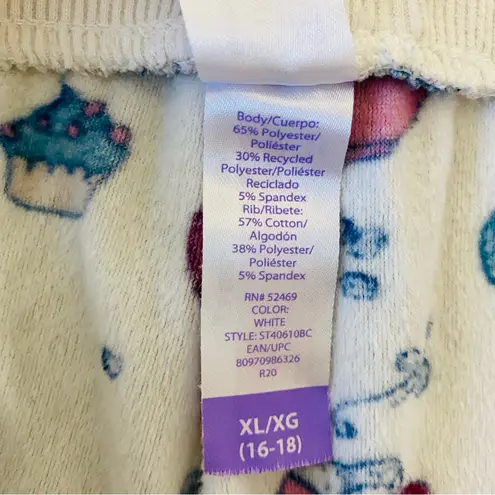 Body/Cuerpo:
65% Polyester/
Poliéster
30% Recycled
Polyester/Poliéster
Reciclado
5% Spandex
Rib/Ribete:
57% Cotton/
Algodón
38% Polyester/
Poliéster
5% Spandex
RN# 52469
COLOR:
WHITE
STYLE: ST40610BC
EAN/UPC
80970986326
R20
XL/XG
(16-18)